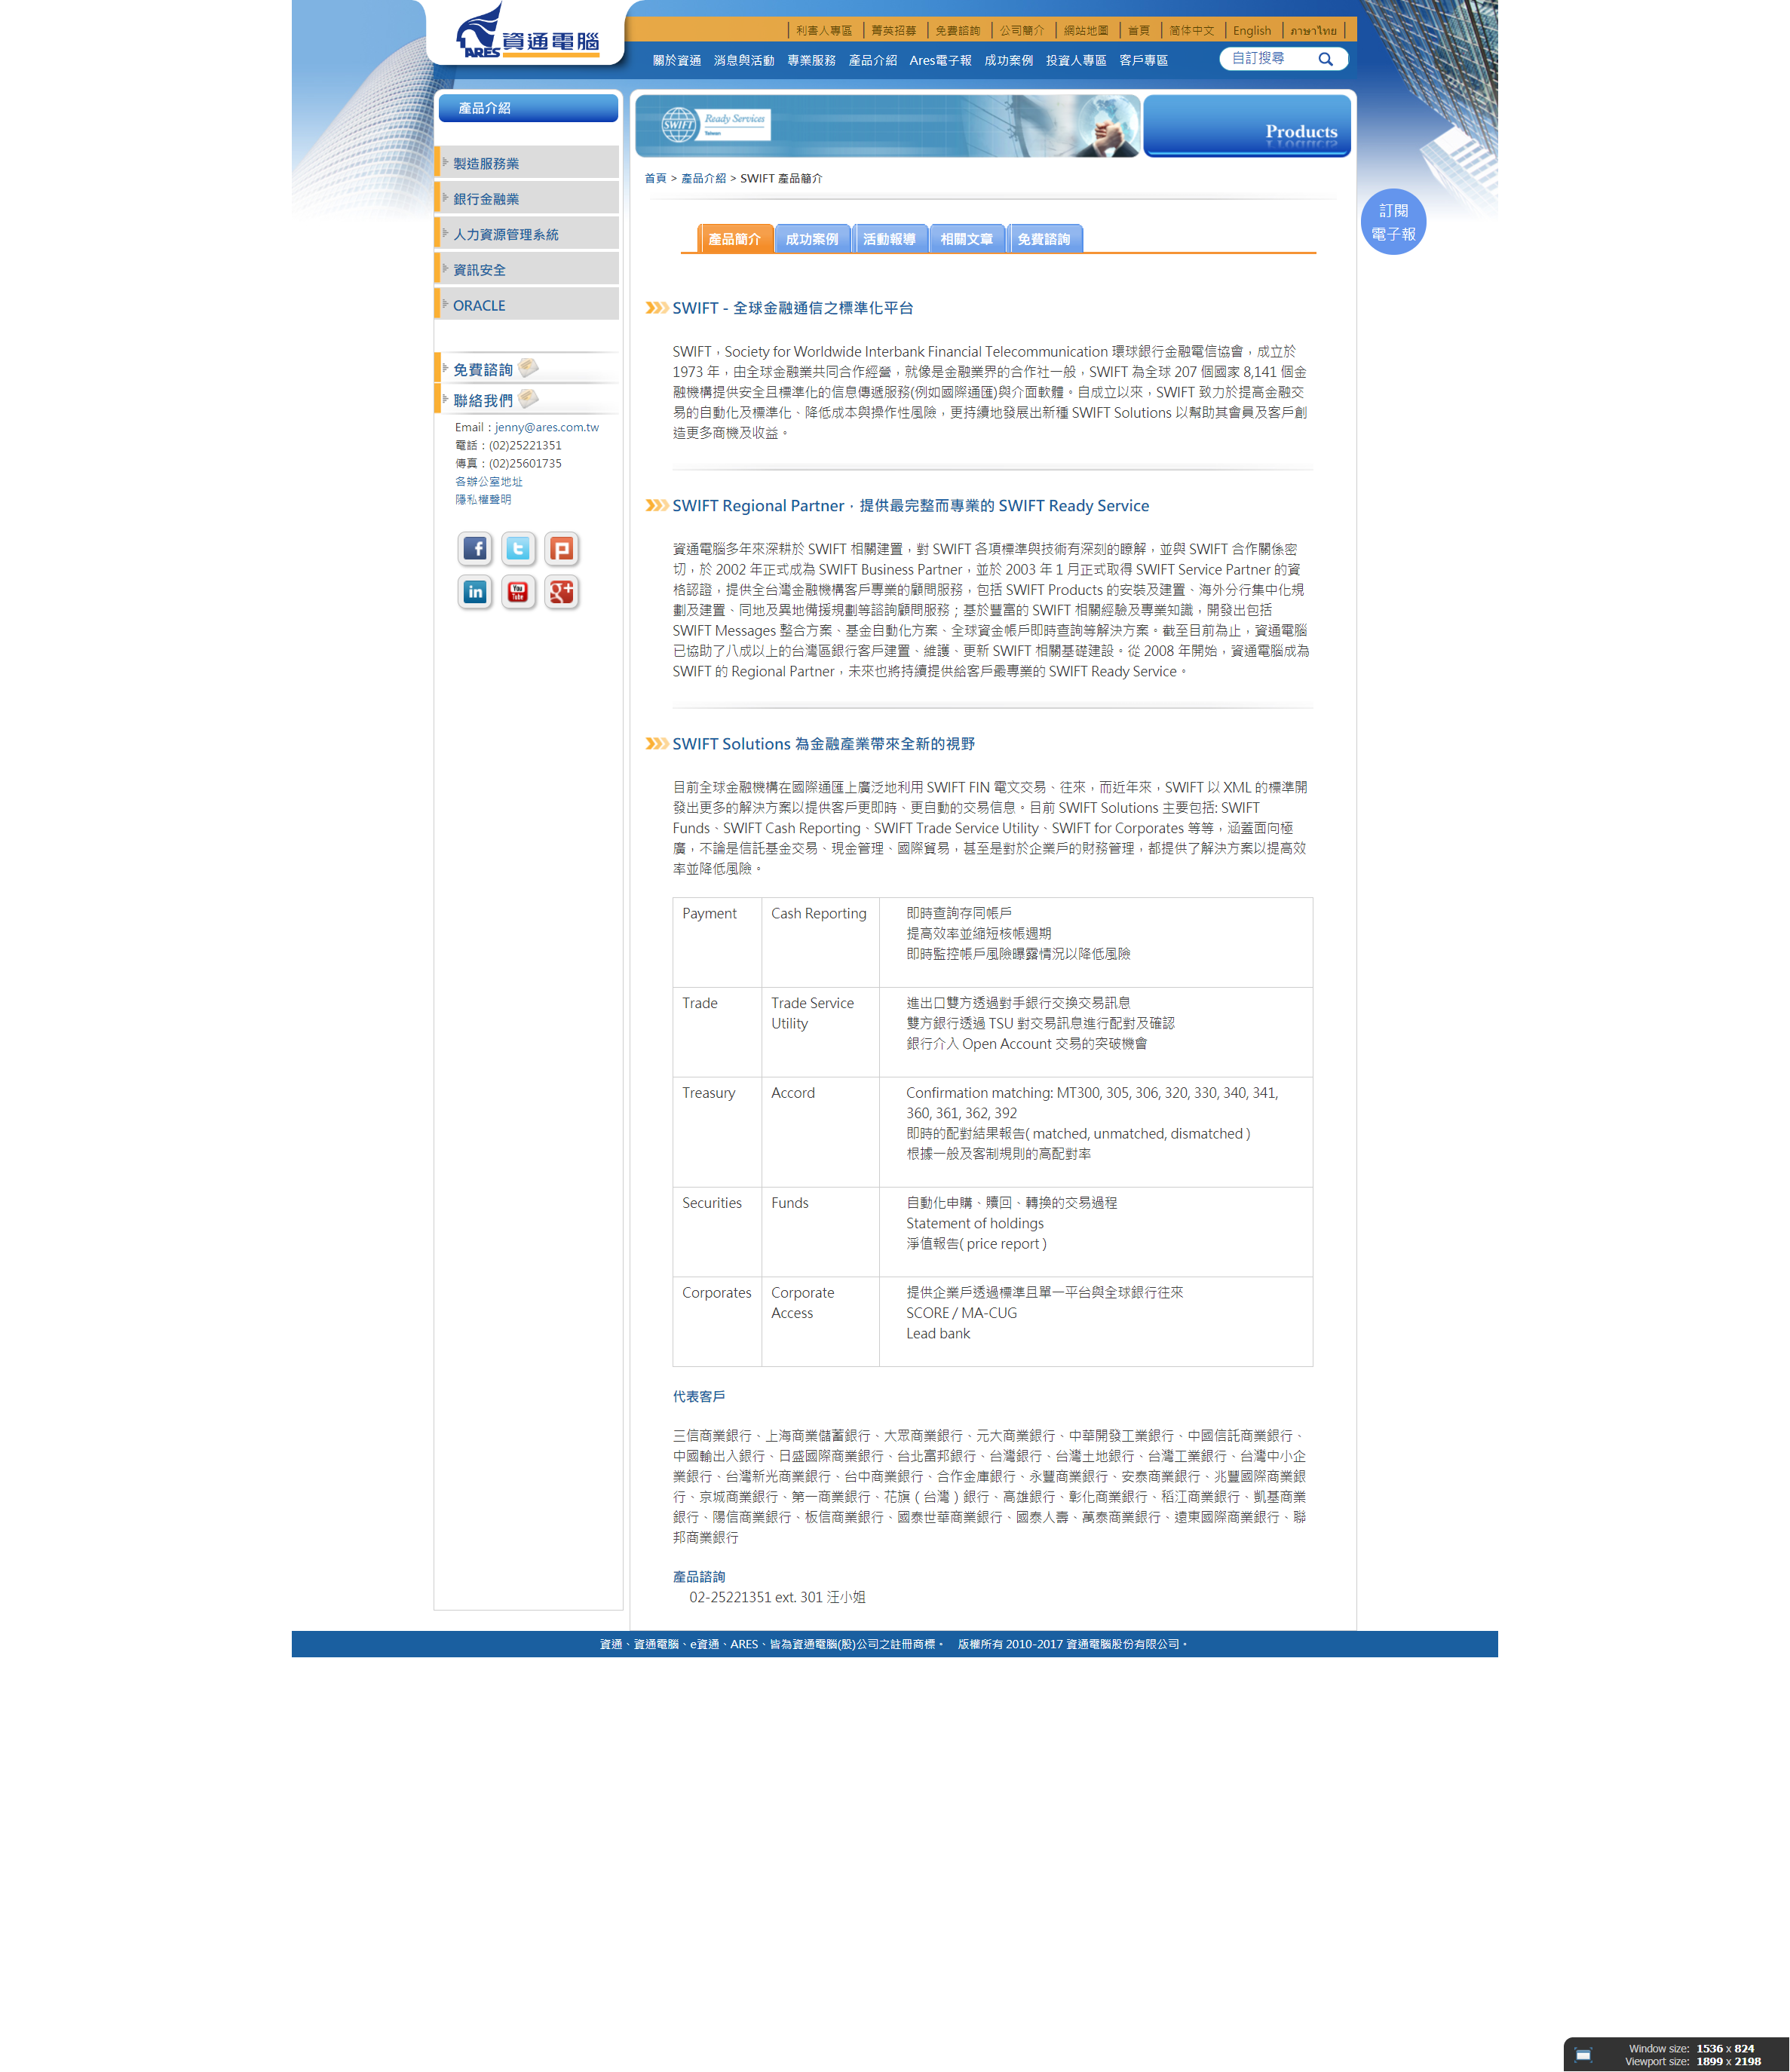 ARES 資通電腦
利害人專區 菁英招募 免費諮詢 公司簡介 網站地圖 首頁 简体中文 English ภาษาไทย
關於資通 消息與活動 專業服務 產品介紹 Ares電子報 成功案例 投資人專區 客戶專區
自訂搜尋
產品介紹
製造服務業
銀行金融業
人力資源管理系統
資訊安全
ORACLE
免費諮詢
聯絡我們
Email：jenny@ares.com.tw
電話：(02)25221351
傳真：(02)25601735
各辦公室地址
隱私權聲明
f t p
in You Tube g+
SWIFT Ready Services
Taiwan
Products
首頁 > 產品介紹 > SWIFT 產品簡介
訂閱
電子報
產品簡介 成功案例 活動報導 相關文章 免費諮詢
SWIFT - 全球金融通信之標準化平台
SWIFT，Society for Worldwide Interbank Financial Telecommunication 環球銀行金融電信協會，成立於
1973 年，由全球金融業共同合作經營，就像是金融業界的合作社一般，SWIFT 為全球 207 個國家 8,141 個金
融機構提供安全且標準化的信息傳遞服務(例如國際通匯)與介面軟體。自成立以來，SWIFT 致力於提高金融交
易的自動化及標準化、降低成本與操作性風險，更持續地發展出新種 SWIFT Solutions 以幫助其會員及客戶創
造更多商機及收益。
SWIFT Regional Partner，提供最完整而專業的 SWIFT Ready Service
資通電腦多年來深耕於 SWIFT 相關建置，對 SWIFT 各項標準與技術有深刻的瞭解，並與 SWIFT 合作關係密
切，於 2002 年正式成為 SWIFT Business Partner，並於 2003 年 1 月正式取得 SWIFT Service Partner 的資
格認證，提供全台灣金融機構客戶專業的顧問服務，包括 SWIFT Products 的安裝及建置、海外分行集中化規
劃及建置、同地及異地備援規劃等諮詢顧問服務；基於豐富的 SWIFT 相關經驗及專業知識，開發出包括
SWIFT Messages 整合方案、基金自動化方案、全球資金帳戶即時查詢等解決方案。截至目前為止，資通電腦
已協助了八成以上的台灣區銀行客戶建置、維護、更新 SWIFT 相關基礎建設。從 2008 年開始，資通電腦成為
SWIFT 的 Regional Partner，未來也將持續提供給客戶最專業的 SWIFT Ready Service。
SWIFT Solutions 為金融產業帶來全新的視野
目前全球金融機構在國際通匯上廣泛地利用 SWIFT FIN 電文交易、往來，而近年來，SWIFT 以 XML 的標準開
發出更多的解決方案以提供客戶更即時、更自動的交易信息。目前 SWIFT Solutions 主要包括: SWIFT
Funds、SWIFT Cash Reporting、SWIFT Trade Service Utility、SWIFT for Corporates 等等，涵蓋面向極
廣，不論是信託基金交易、現金管理、國際貿易，甚至是對於企業戶的財務管理，都提供了解決方案以提高效
率並降低風險。
Payment Cash Reporting 即時查詢存同帳戶
提高效率並縮短核帳週期
即時監控帳戶風險曝露情況以降低風險
Trade Trade Service Utility 進出口雙方透過對手銀行交換交易訊息
雙方銀行透過 TSU 對交易訊息進行配對及確認
銀行介入 Open Account 交易的突破機會
Treasury Accord Confirmation matching: MT300, 305, 306, 320, 330, 340, 341,
360, 361, 362, 392
即時的配對結果報告( matched, unmatched, dismatched )
根據一般及客制規則的高配對率
Securities Funds 自動化申購、贖回、轉換的交易過程
Statement of holdings
淨值報告( price report )
Corporates Corporate Access 提供企業戶透過標準且單一平台與全球銀行往來
SCORE / MA-CUG
Lead bank
代表客戶
三信商業銀行、上海商業儲蓄銀行、大眾商業銀行、元大商業銀行、中華開發工業銀行、中國信託商業銀行、
中國輸出入銀行、日盛國際商業銀行、台北富邦銀行、台灣銀行、台灣土地銀行、台灣工業銀行、台灣中小企
業銀行、台灣新光商業銀行、台中商業銀行、合作金庫銀行、永豐商業銀行、安泰商業銀行、兆豐國際商業銀
行、京城商業銀行、第一商業銀行、花旗（台灣）銀行、高雄銀行、彰化商業銀行、稻江商業銀行、凱基商業
銀行、陽信商業銀行、板信商業銀行、國泰世華商業銀行、國泰人壽、萬泰商業銀行、遠東國際商業銀行、聯
邦商業銀行
產品諮詢
02-25221351 ext. 301 汪小姐
資通、資通電腦、e資通、ARES、皆為資通電腦(股)公司之註冊商標。 版權所有 2010-2017 資通電腦股份有限公司。
Window size: 1536 x 824
Viewport size: 1899 x 2198